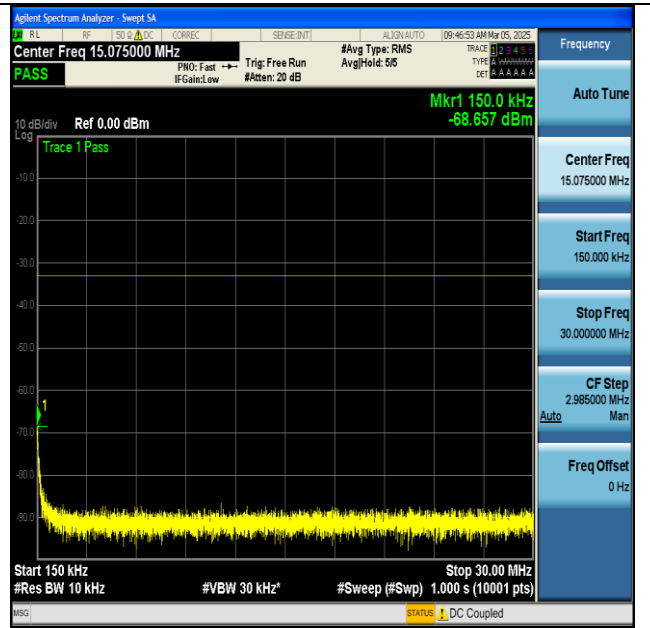 Agilent Spectrum Analyzer - Swept SA
RL RF 50 Ω DC CORREC SENSE:INT ALIGN AUTO 09:46:53 AM Mar 05, 2025
Center Freq 15.075000 MHz
#Avg Type: RMS
TRACE 1 2 3 4 5 6
PASS
PNO: Fast
Trig: Free Run
Avg|Hold: 5/5
TYPE A WWWWW
IFGain:Low
#Atten: 20 dB
DET A A A A A A
Mkr1 150.0 kHz
10 dB/div Ref 0.00 dBm -68.657 dBm
Log
Trace 1 Pass
-10.0
-20.0
-30.0
-40.0
-50.0
-60.0
1
-70.0
-80.0
-90.0
Start 150 kHz Stop 30.00 MHz
#Res BW 10 kHz #VBW 30 kHz* #Sweep (#Swp) 1.000 s (10001 pts)
MSG STATUS DC Coupled
Frequency
Auto Tune
Center Freq
15.075000 MHz
Start Freq
150.000 kHz
Stop Freq
30.000000 MHz
CF Step
2.985000 MHz
Auto Man
Freq Offset
0 Hz